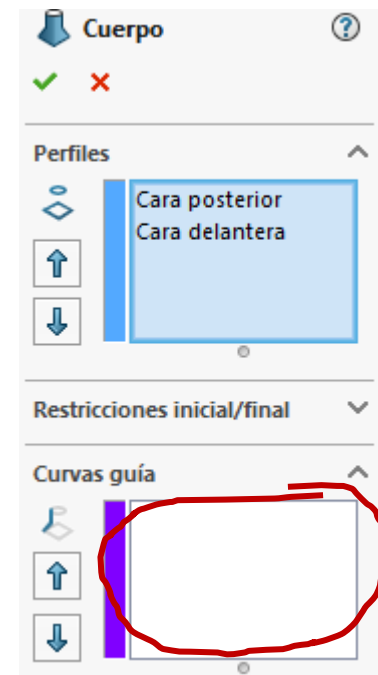 Cuerpo
Perfiles
Cara posterior
Cara delantera
Restricciones inicial/final
Curvas guía